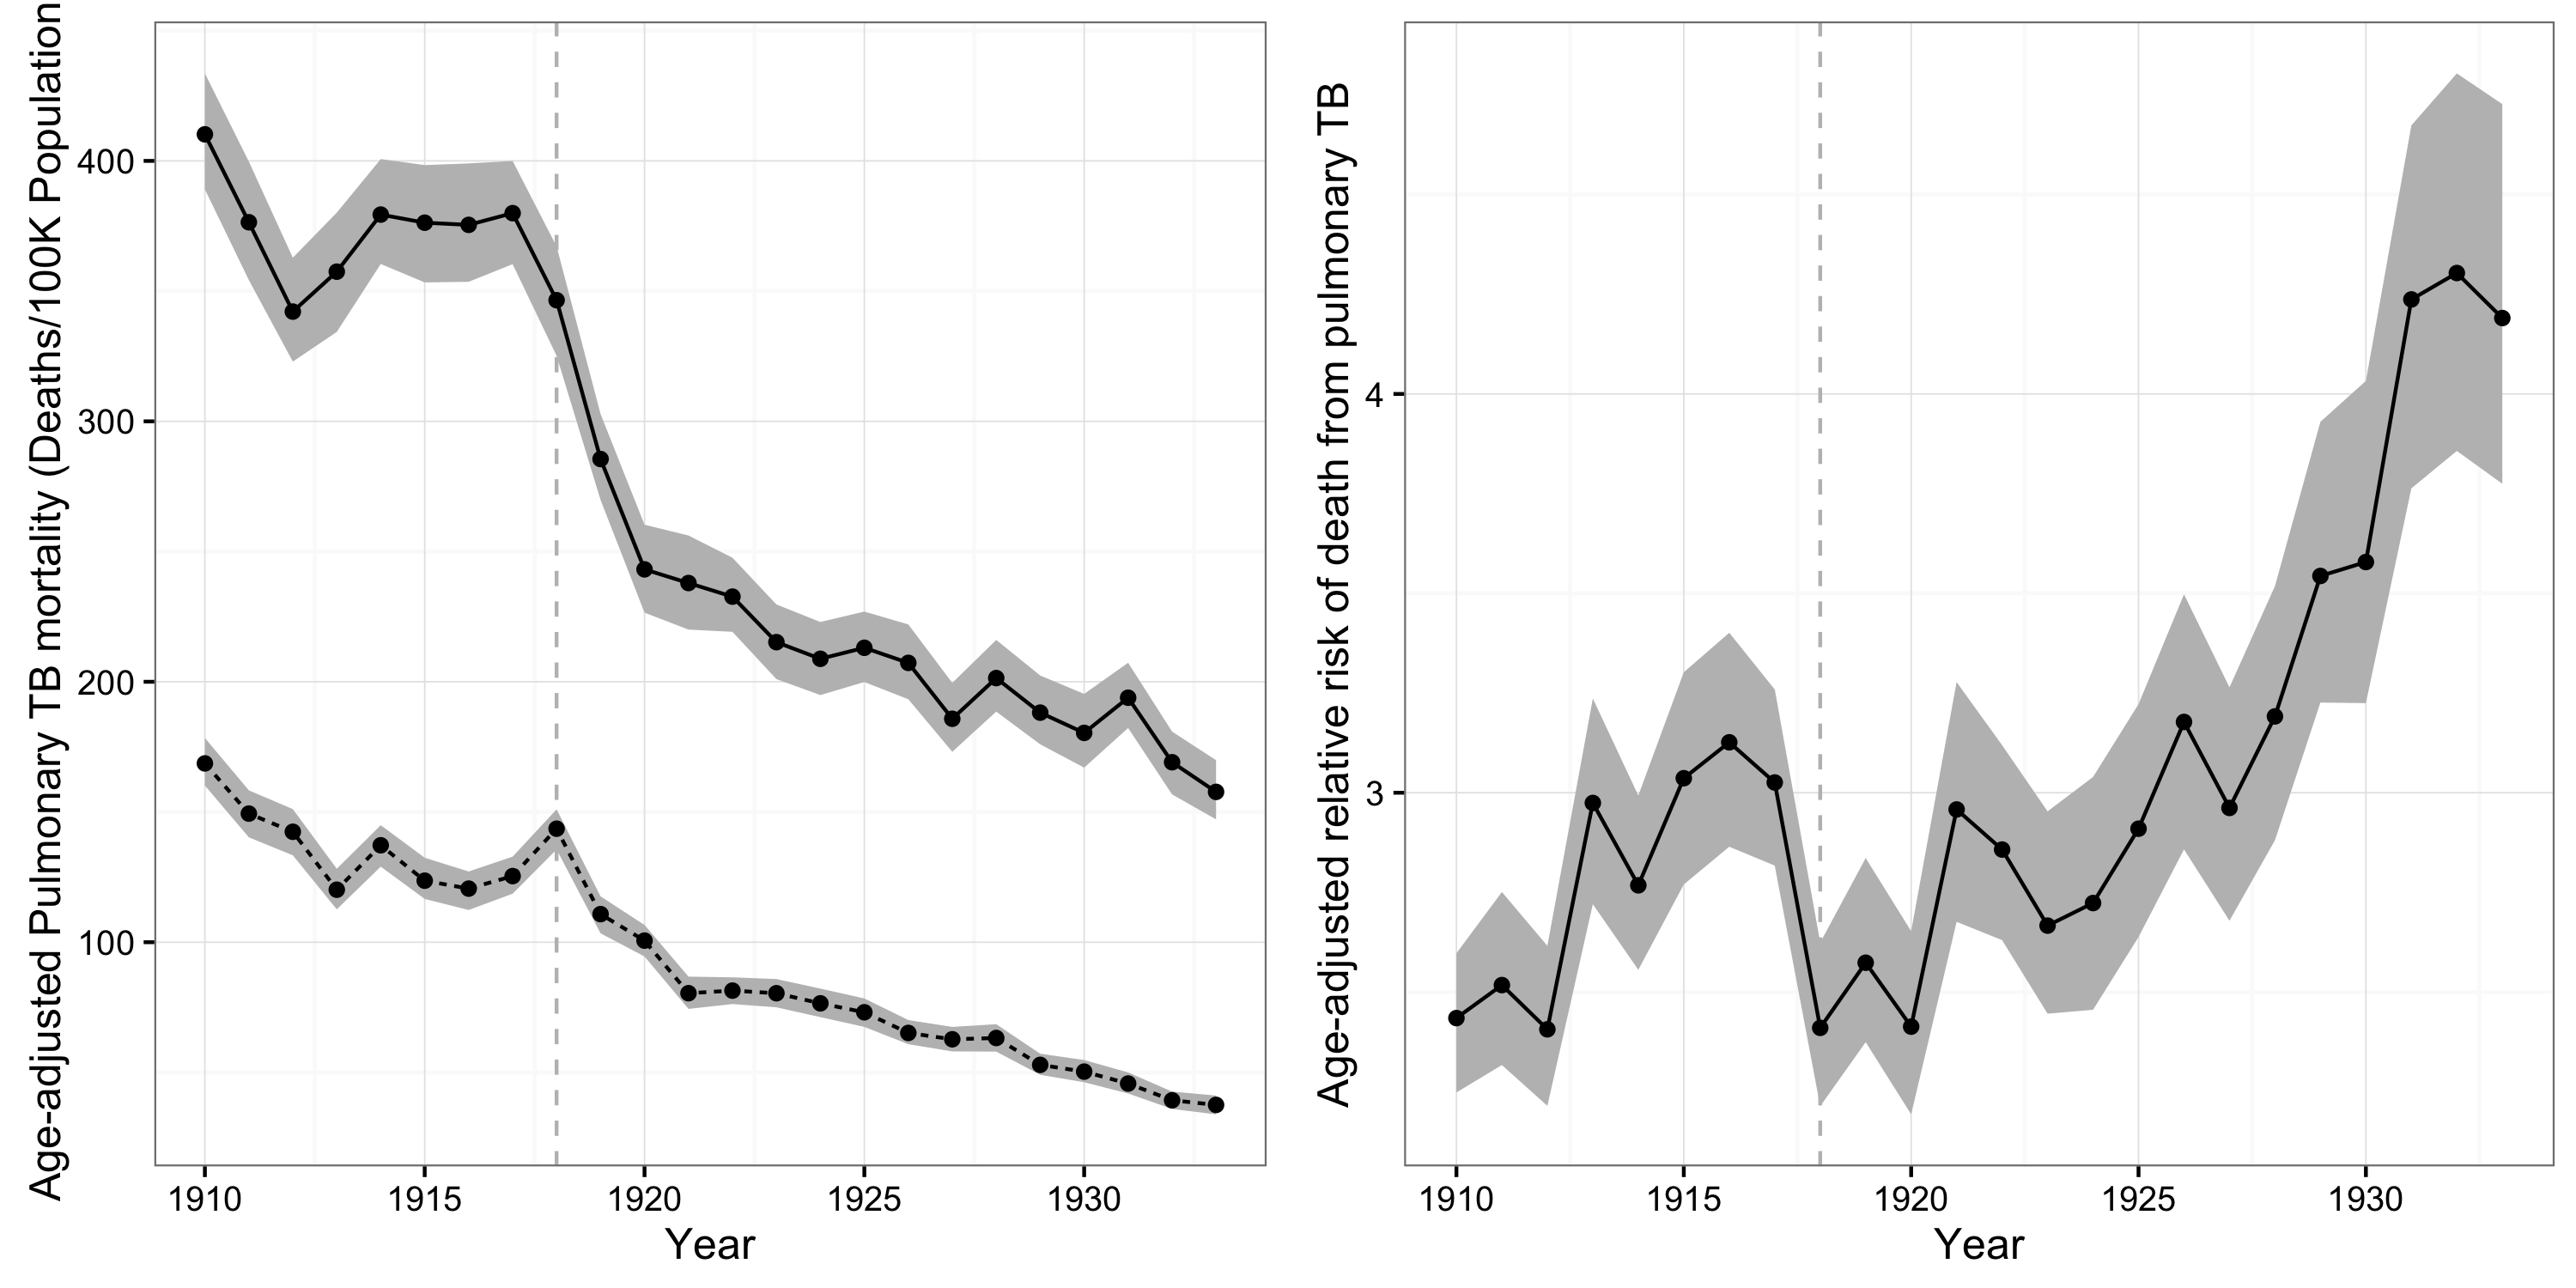 Age-adjusted Pulmonary TB mortality (Deaths/100K Population
400
300
200
100
1910 1915 1920 1925 1930
Year
Age-adjusted relative risk of death from pulmonary TB
4
3
1910 1915 1920 1925 1930
Year